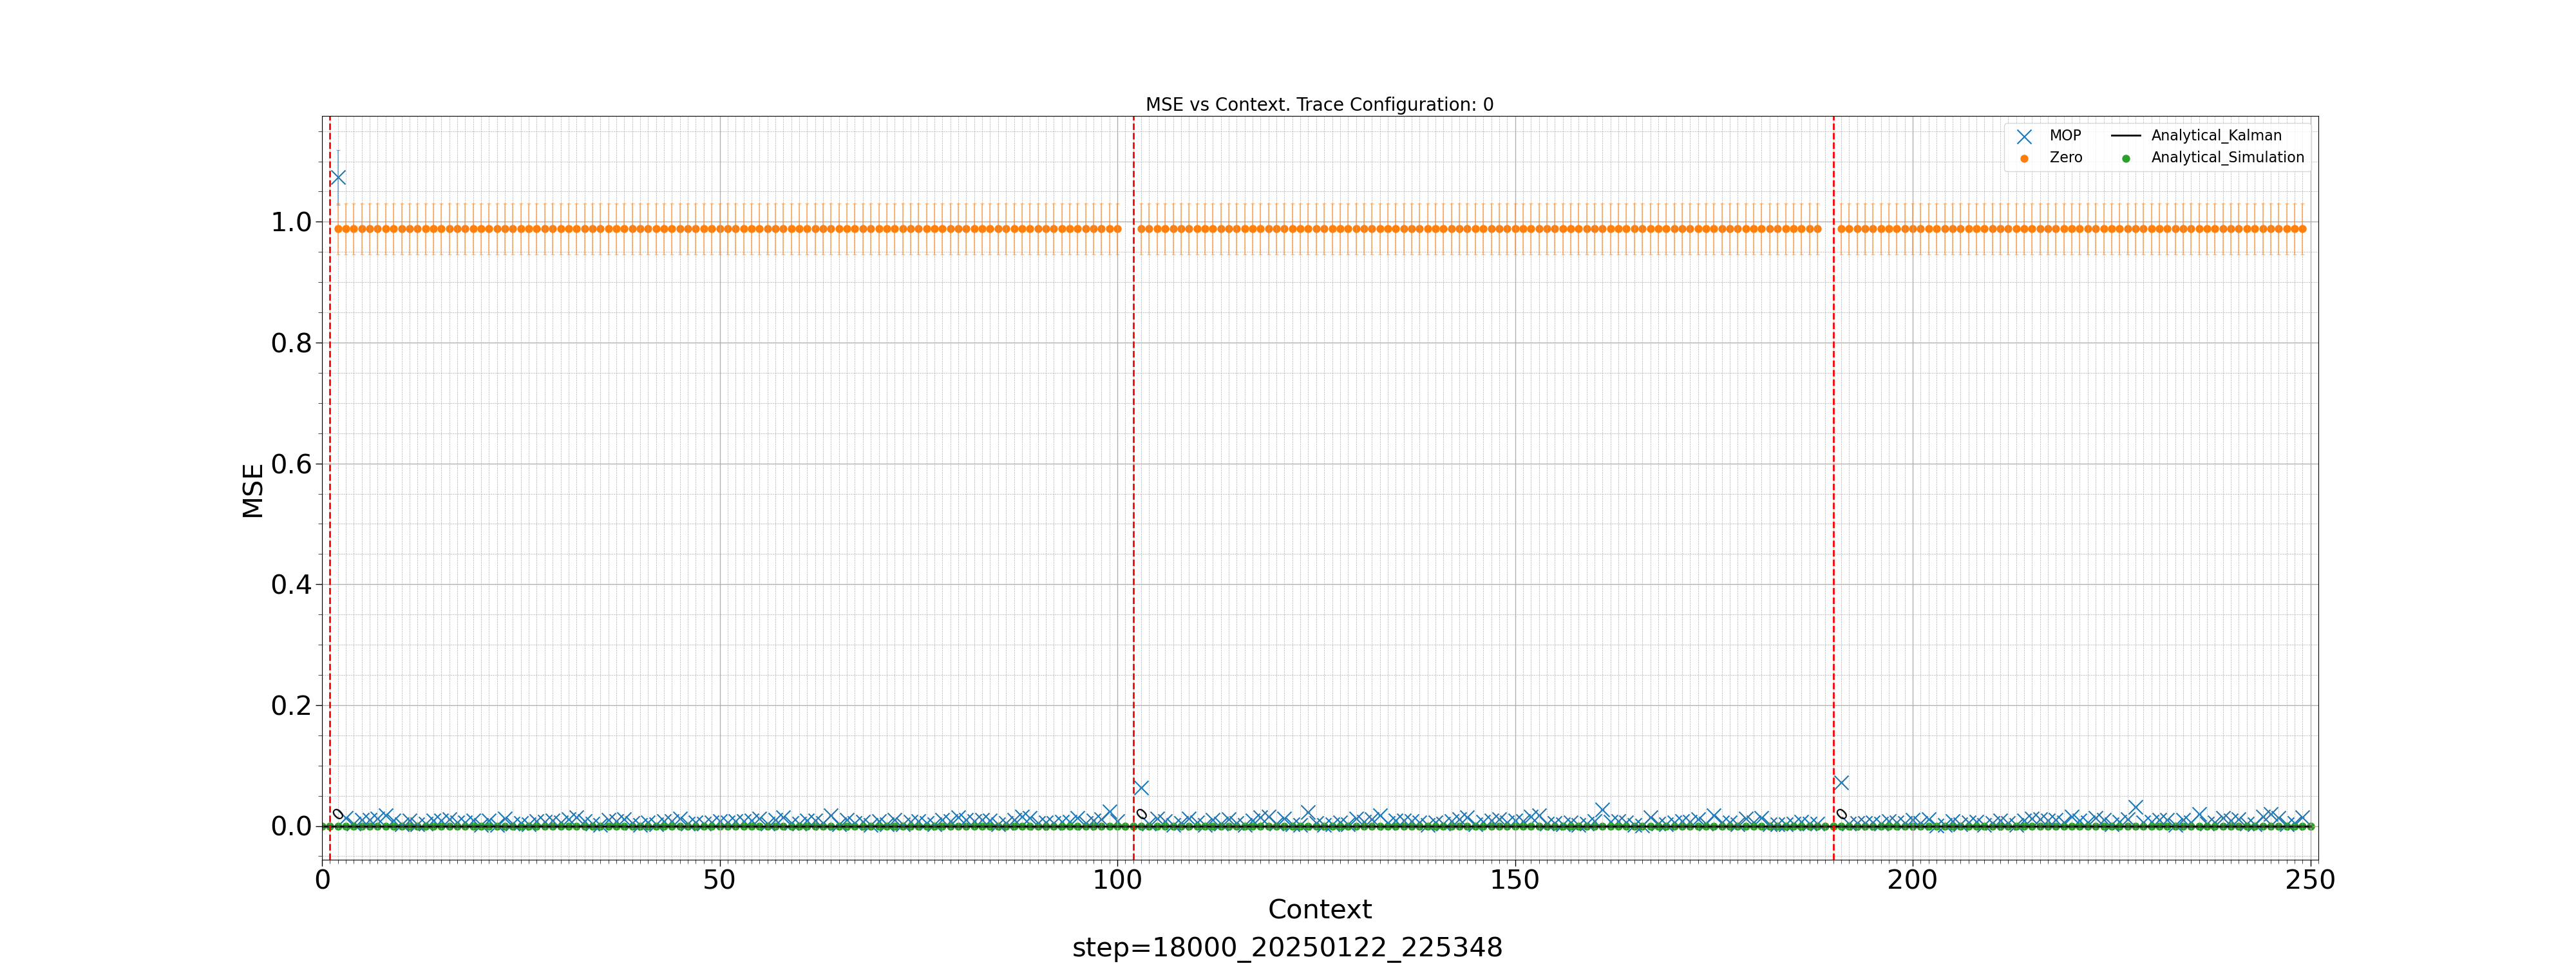 MSE vs Context. Trace Configuration: 0
MOP
Zero
Analytical_Kalman
Analytical_Simulation
MSE
1.0
0.8
0.6
0.4
0.2
0.0
0
0
0
0 50 100 150 200 250
Context
step=18000_20250122_225348